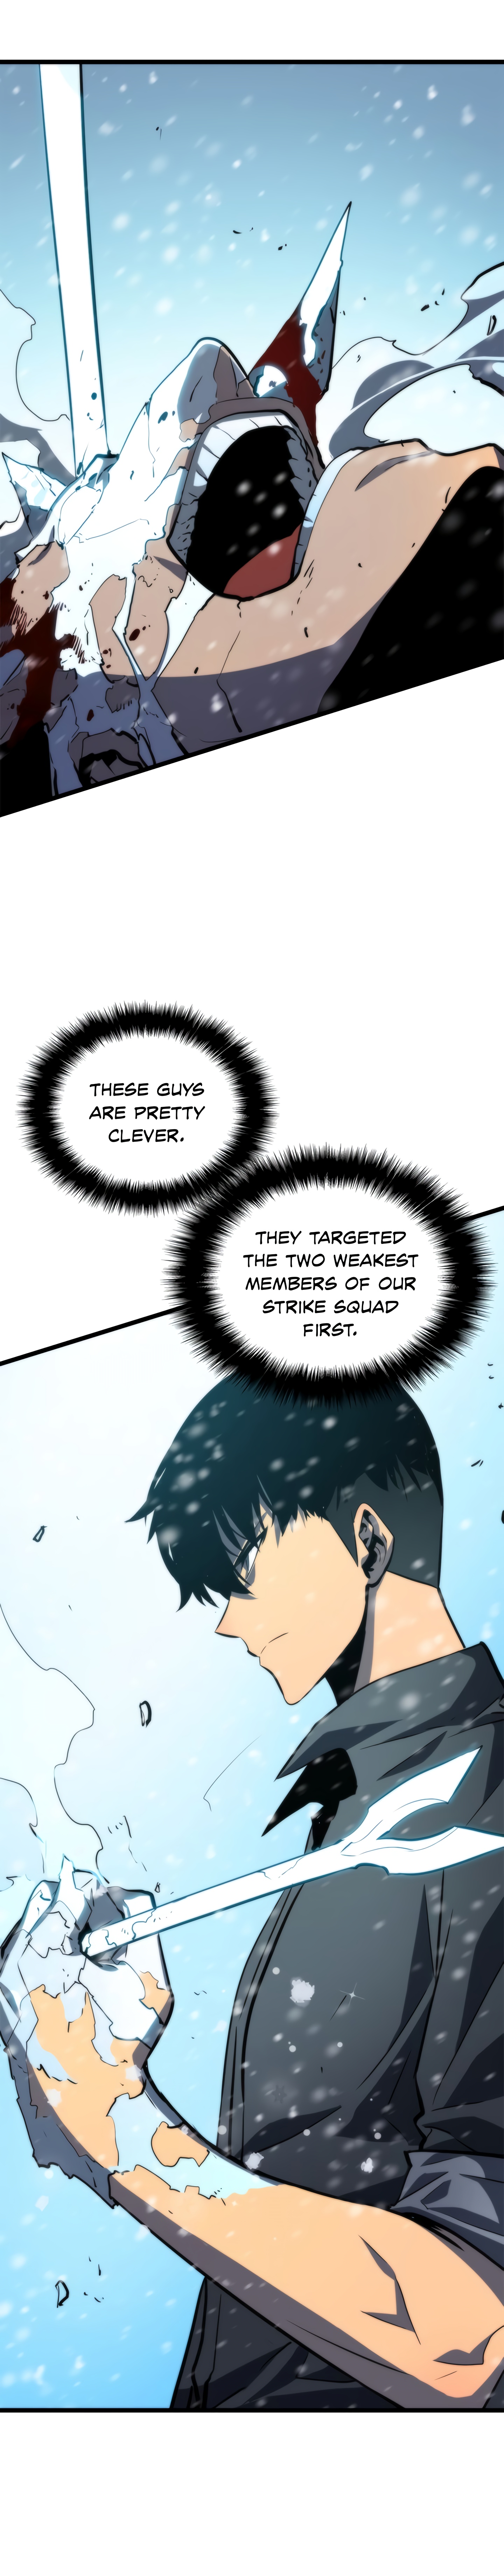 THESE GUYS
ARE PRETTY
CLEVER.
THEY TARGETED
THE TWO WEAKEST
MEMBERS OF OUR
STRIKE SQUAD
FIRST.